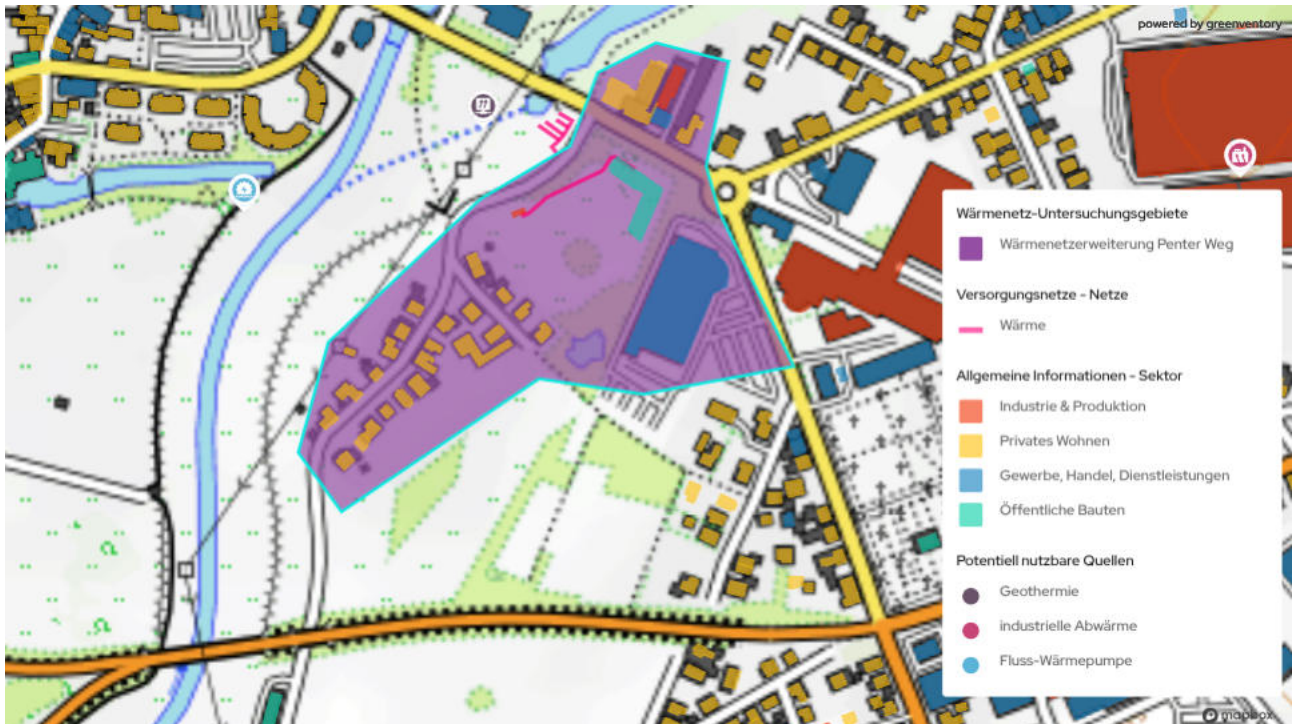 powered by greenventory
Wärmenetz-Untersuchungsgebiete
Wärmenetzerweiterung Penter Weg
Versorgungsnetze - Netze
Wärme
Allgemeine Informationen - Sektor
Industrie & Produktion
Privates Wohnen
Gewerbe, Handel, Dienstleistungen
Öffentliche Bauten
Potentiell nutzbare Quellen
Geothermie
industrielle Abwärme
Fluss-Wärmepumpe
mapbox